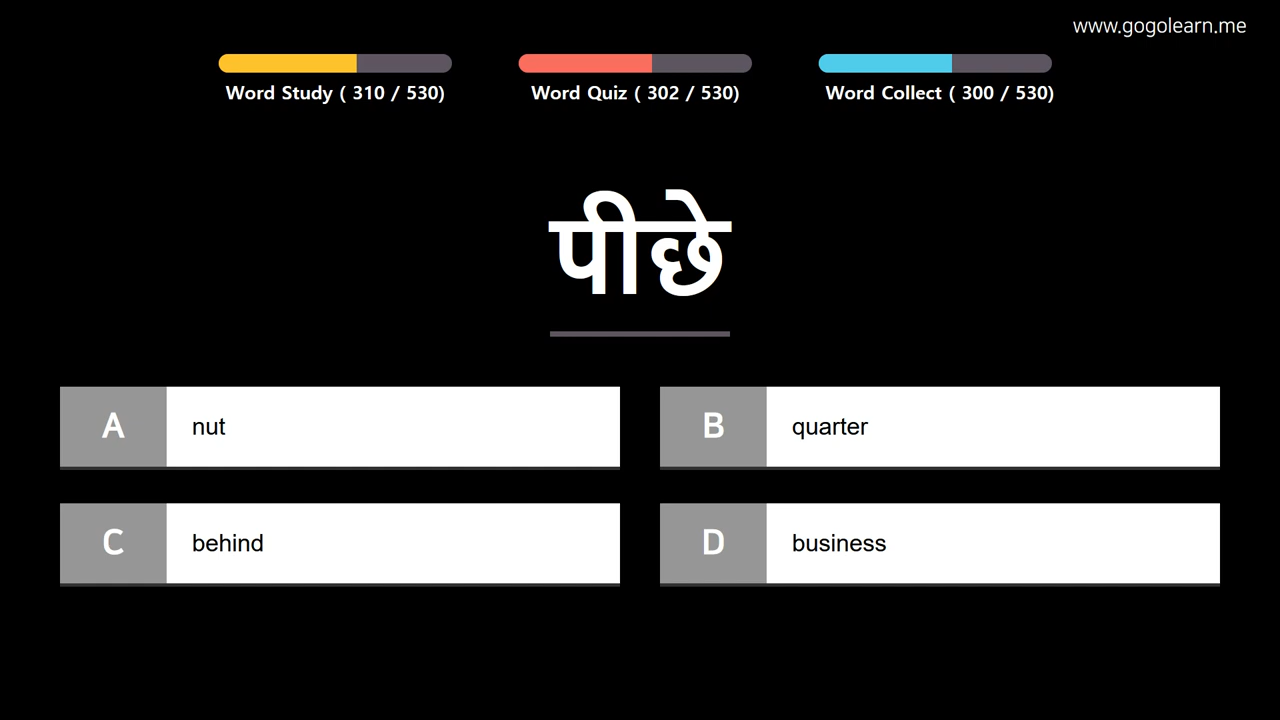 www.gogolearn.me
Word Study ( 310 / 530)
Word Quiz ( 302 / 530)
Word Collect ( 300 / 530)
पीछे
A nut
B quarter
C behind
D business